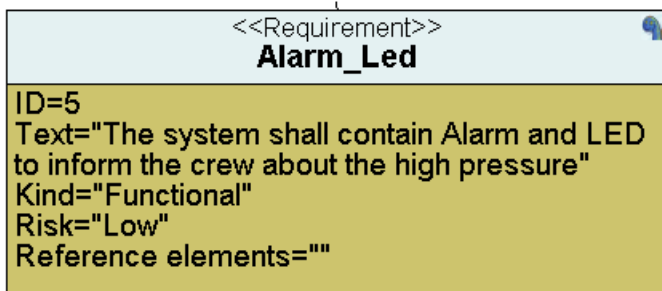 <<Requirement>>
Alarm_Led
ID=5
Text="The system shall contain Alarm and LED
to inform the crew about the high pressure"
Kind="Functional"
Risk="Low"
Reference elements=""